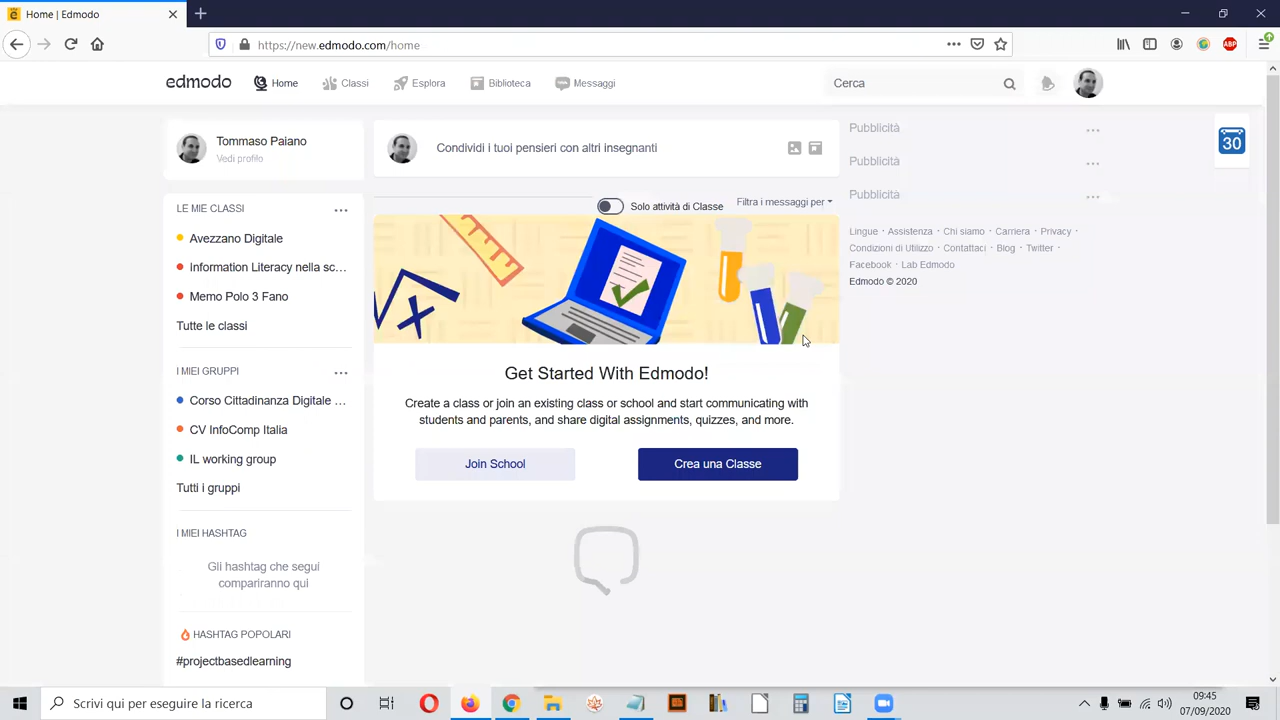 Home | Edmodo
https://new.edmodo.com/home
ABP
edmodo
Home
Classi
Esplora
Biblioteca
Messaggi
Cerca
Tommaso Paiano
Vedi profilo
LE MIE CLASSI
Avezzano Digitale
Information Literacy nella sc...
Memo Polo 3 Fano
Tutte le classi
I MIEI GRUPPI
Corso Cittadinanza Digitale ...
CV InfoComp Italia
IL working group
Tutti i gruppi
I MIEI HASHTAG
Gli hashtag che segui
compariranno qui
HASHTAG POPOLARI
#projectbasedlearning
Condividi i tuoi pensieri con altri insegnanti
Solo attività di Classe
Filtra i messaggi per
Get Started With Edmodo!
Create a class or join an existing class or school and start communicating with
students and parents, and share digital assignments, quizzes, and more.
Join School
Crea una Classe
Pubblicità
Pubblicità
Pubblicità
Lingue · Assistenza · Chi siamo · Carriera · Privacy ·
Condizioni di Utilizzo · Contattaci · Blog · Twitter ·
Facebook · Lab Edmodo
Edmodo © 2020
30
Scrivi qui per eseguire la ricerca
09:45
07/09/2020